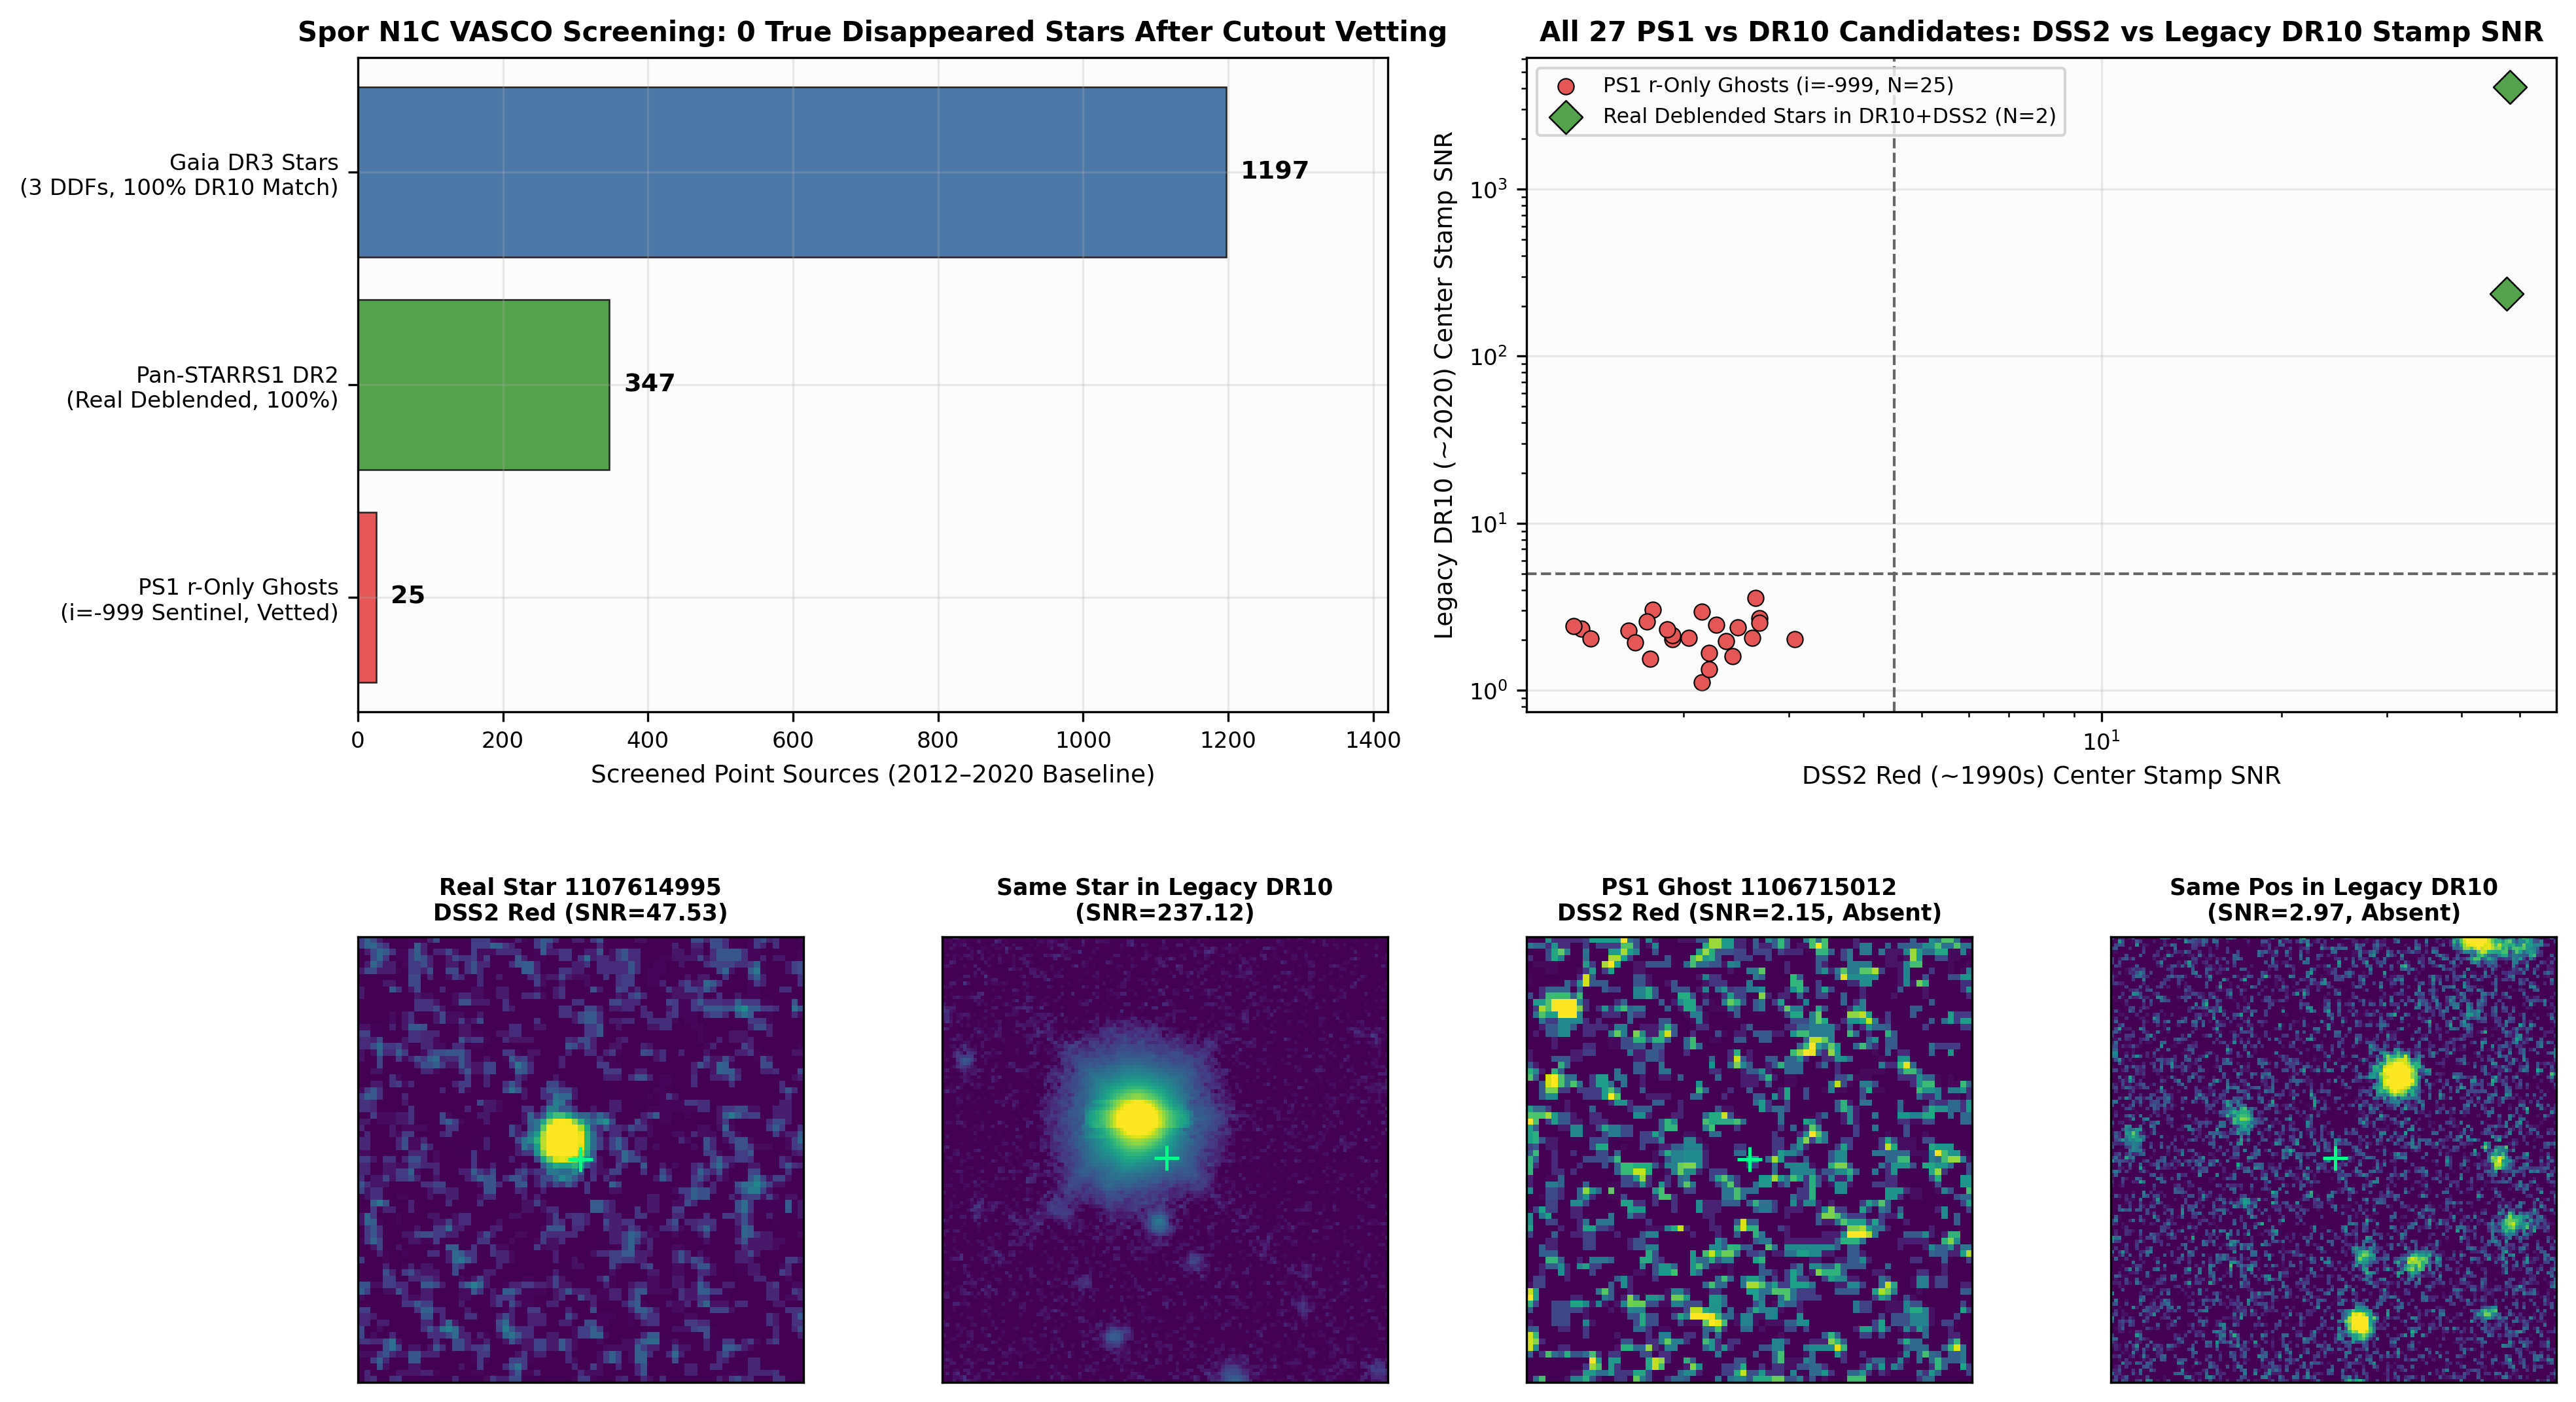 Spor N1C VASCO Screening: 0 True Disappeared Stars After Cutout Vetting
Gaia DR3 Stars
(3 DDFs, 100% DR10 Match)
Pan-STARRS1 DR2
(Real Deblended, 100%)
PS1 r-Only Ghosts
(i=-999 Sentinel, Vetted)
1197
347
25
0
200
400
600
800
1000
1200
1400
Screened Point Sources (2012–2020 Baseline)
All 27 PS1 vs DR10 Candidates: DSS2 vs Legacy DR10 Stamp SNR
PS1 r-Only Ghosts (i=-999, N=25)
Real Deblended Stars in DR10+DSS2 (N=2)
Legacy DR10 (~2020) Center Stamp SNR
10³
10²
10¹
10⁰
10¹
DSS2 Red (~1990s) Center Stamp SNR
Real Star 1107614995
DSS2 Red (SNR=47.53)
Same Star in Legacy DR10
(SNR=237.12)
PS1 Ghost 1106715012
DSS2 Red (SNR=2.15, Absent)
Same Pos in Legacy DR10
(SNR=2.97, Absent)